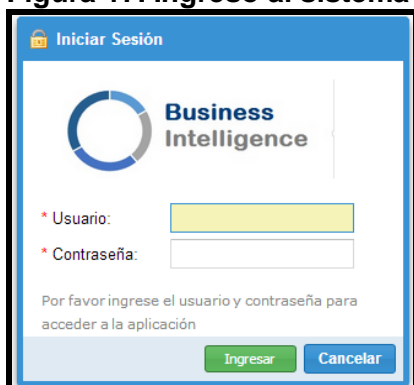 Figura 17. Ingreso al sistema
Iniciar Sesión
Business
Intelligence
* Usuario:
* Contraseña:
Por favor ingrese el usuario y contraseña para
acceder a la aplicación
Ingresar Cancelar